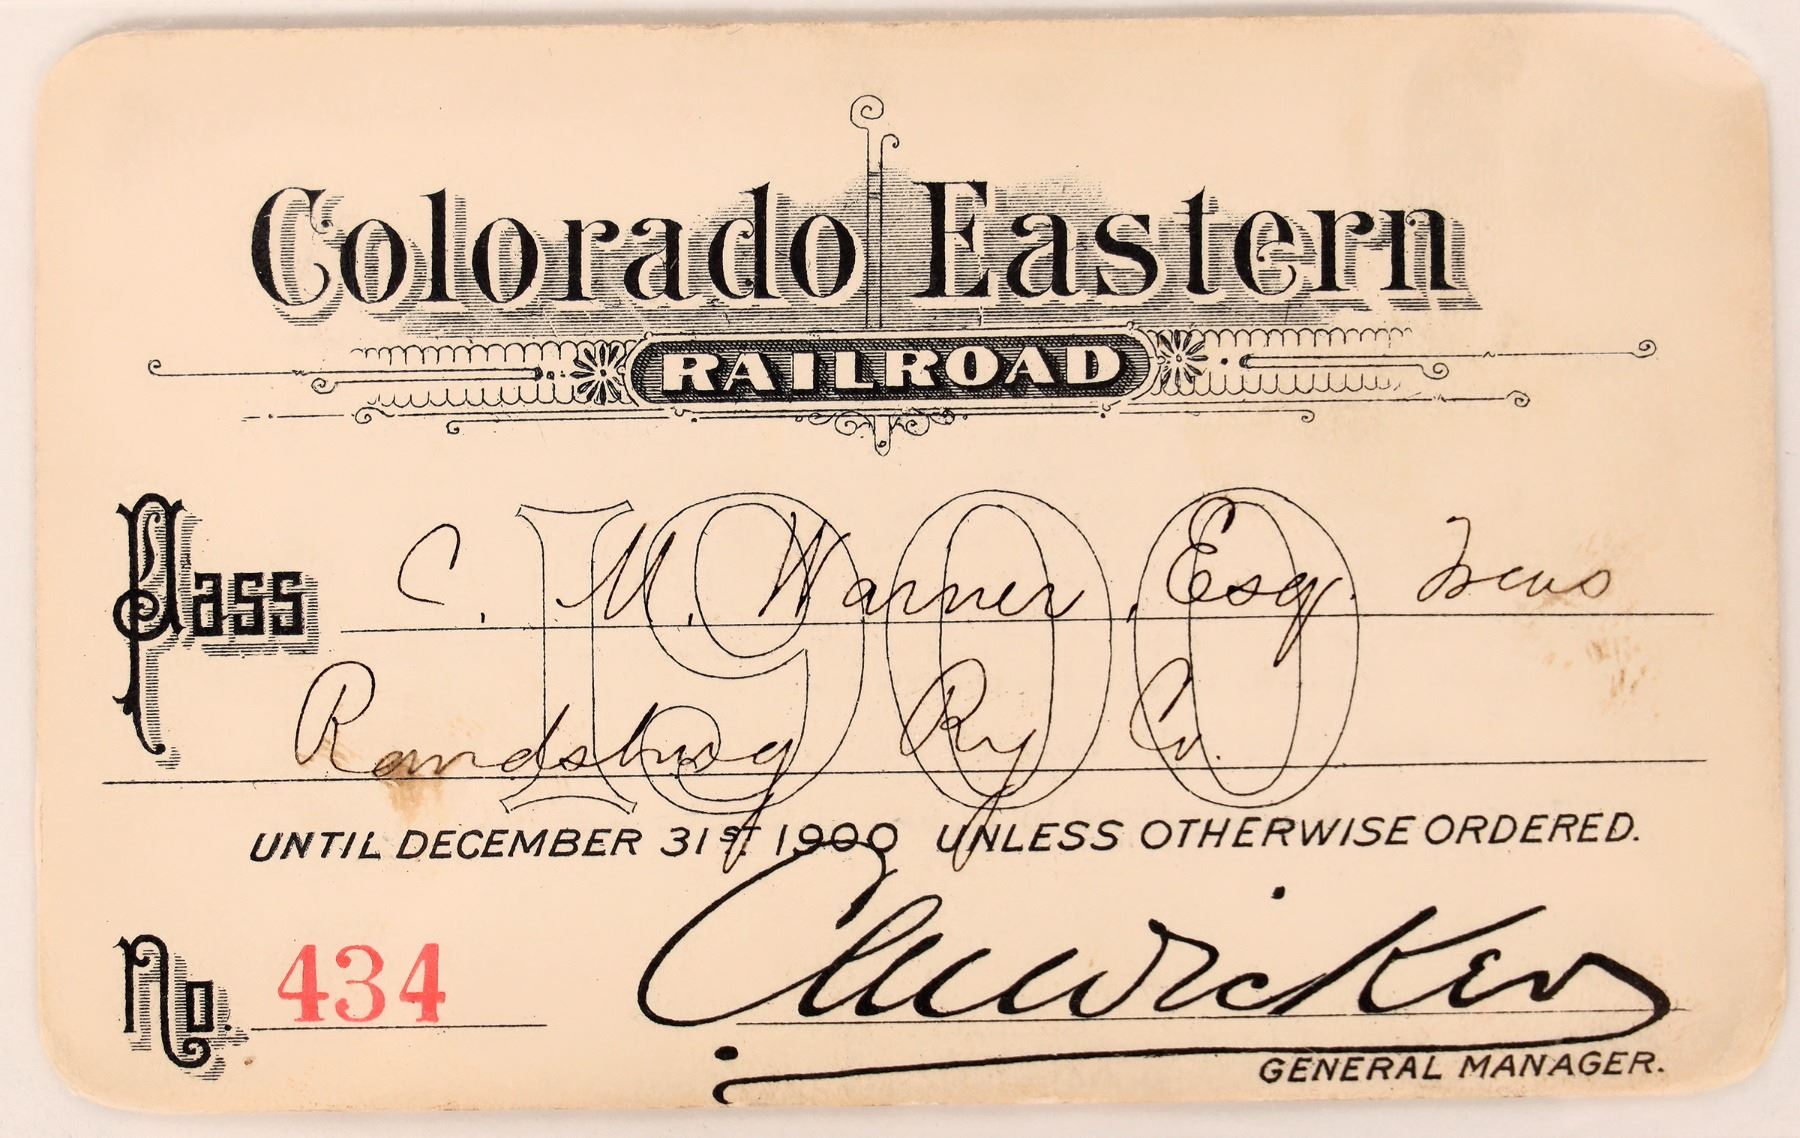 Colorado Eastern
RAILROAD
1900
Pass C. M. Warner, Esq. Treas
Randsburg Ry Co.
UNTIL DECEMBER 31ST. 1900 UNLESS OTHERWISE ORDERED.
No. 434
GENERAL MANAGER.